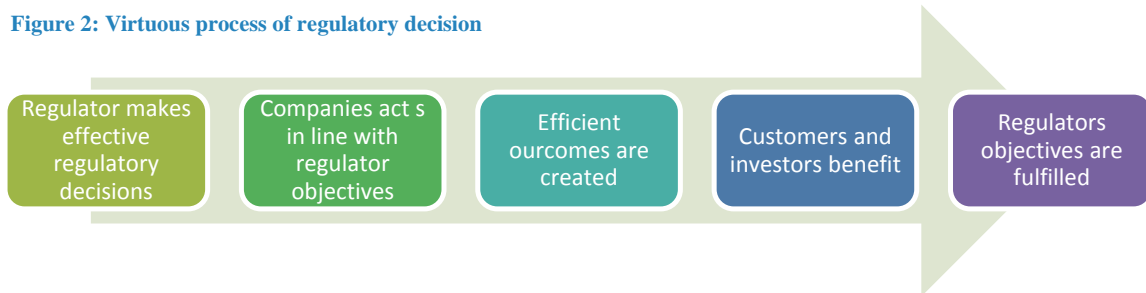 Figure 2: Virtuous process of regulatory decision
Regulator makes
effective
regulatory
decisions
Companies act s
in line with
regulator
objectives
Efficient
ourcomes are
created
Customers and
investors benefit
Regulators
objectives are
fulfilled